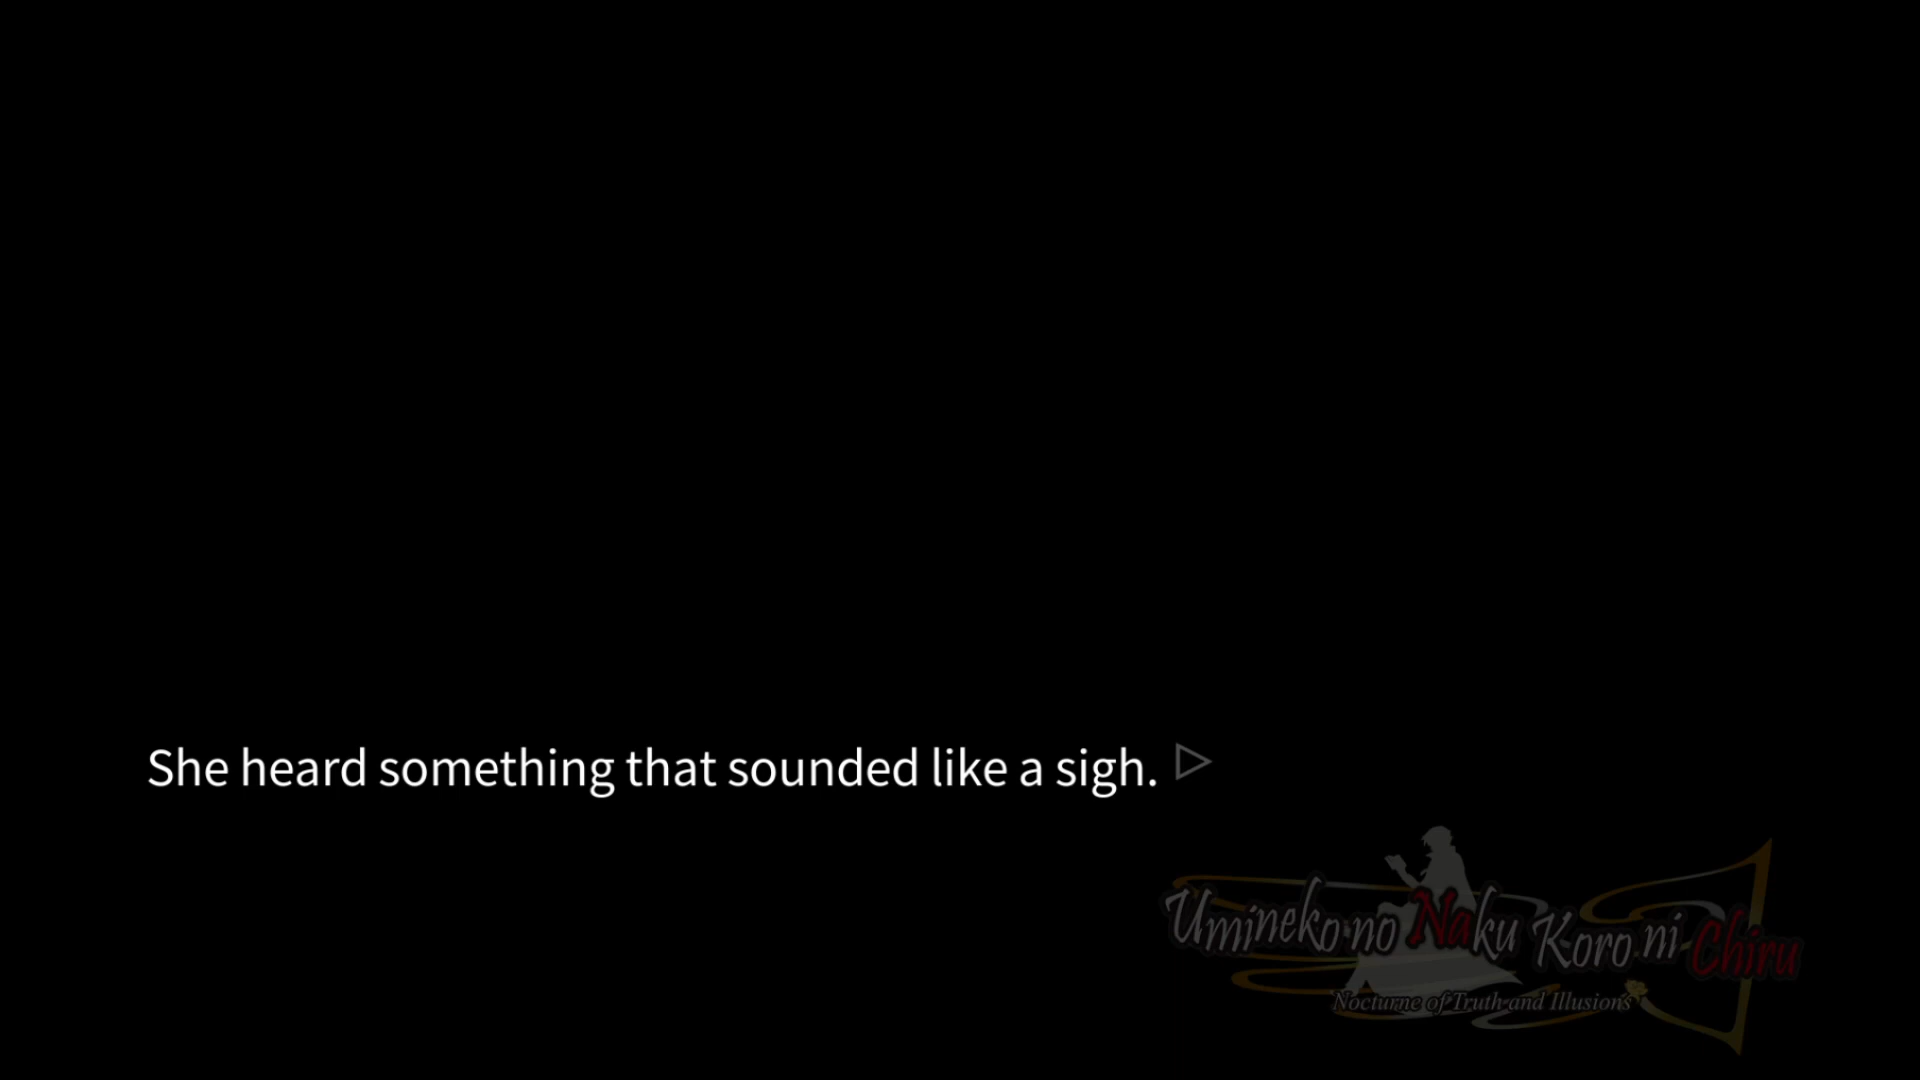 She heard something that sounded like a sigh.
Umineko no Naku Koro ni Chiru
Nocturne of Truth and Illusions